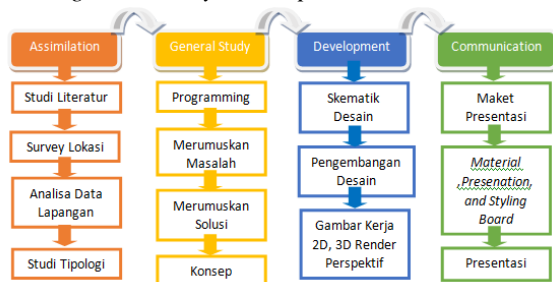 Assimilation
General Study
Development
Communication
Studi Literatur
Survey Lokasi
Analisa Data
Lapangan
Studi Tipologi
Programming
Merumuskan
Masalah
Merumuskan
Solusi
Konsep
Skematik
Desain
Pengembangan
Desain
Gambar Kerja
2D, 3D Render
Perspektif
Maket
Presentasi
Material
,Presenation,
and Styling
Board
Presentasi